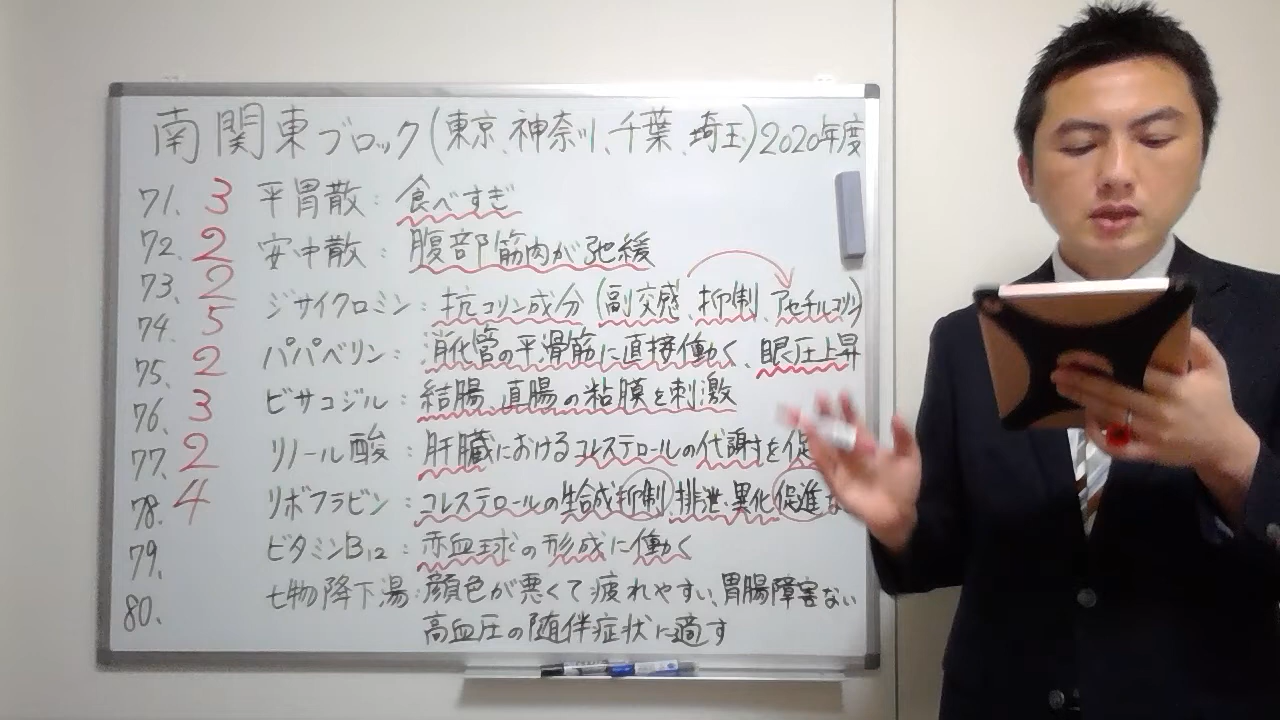 南関東ブロック(東京、神奈川、千葉、埼玉)2020年度
71. 3 平胃散：食べすぎ
72. 2 安中散：腹部筋肉が弛緩
73. 2 ジサイクロミン：抗コリン成分(副交感、抑制、アセチルコリン)
74. 5 パパベリン：消化管の平滑筋に直接働く、眼圧上昇
75. 2 ビサコジル：結腸、直腸の粘膜を刺激
76. 3 リノール酸：肝臓におけるコレステロールの代謝を促
77. 2 リボフラビン：コレステロールの生合成抑制、排泄・異化促進な
78. 4 ビタミンB12：赤血球の形成に働く
79. 七物降下湯：顔色が悪くて疲れやすい、胃腸障害ない
80. 高血圧の随伴症状に適す